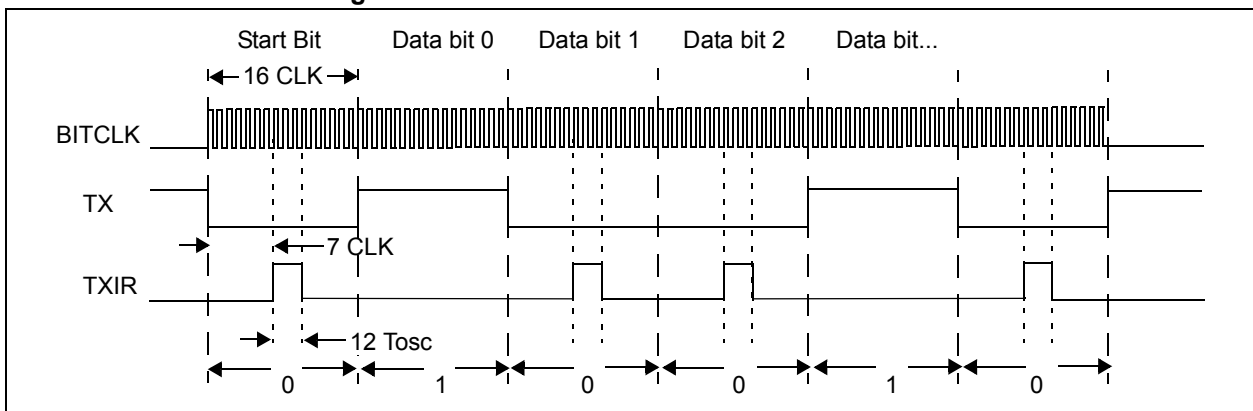 Start Bit Data bit 0 Data bit 1 Data bit 2 Data bit...
16 CLK
BITCLK
TX
7 CLK
TXIR
12 Tosc
0 1 0 0 1 0